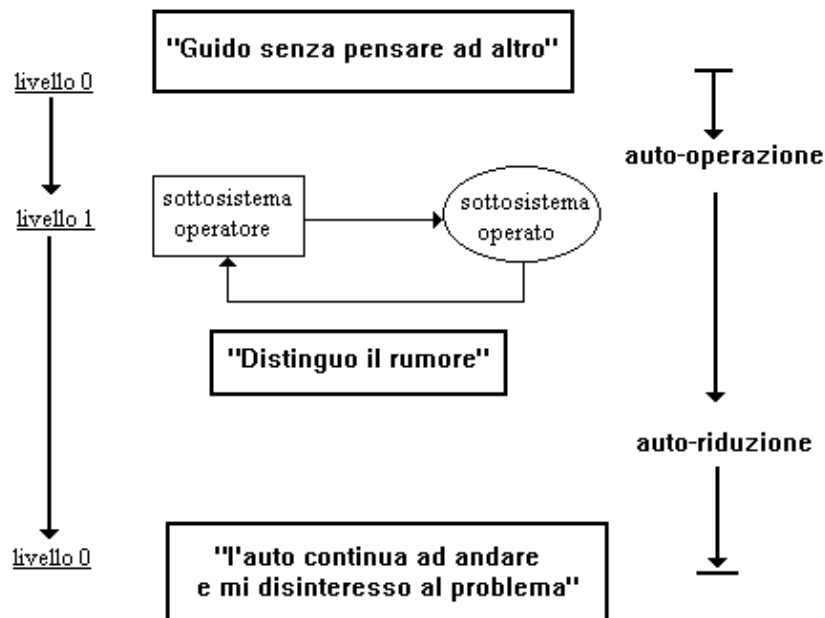 "Guido senza pensare ad altro"
livello 0
auto-operazione
sottosistema
operatore
sottosistema
operato
livello 1
"Distinguo il rumore"
auto-riduzione
livello 0
"l'auto continua ad andare
e mi disinteresso al problema"